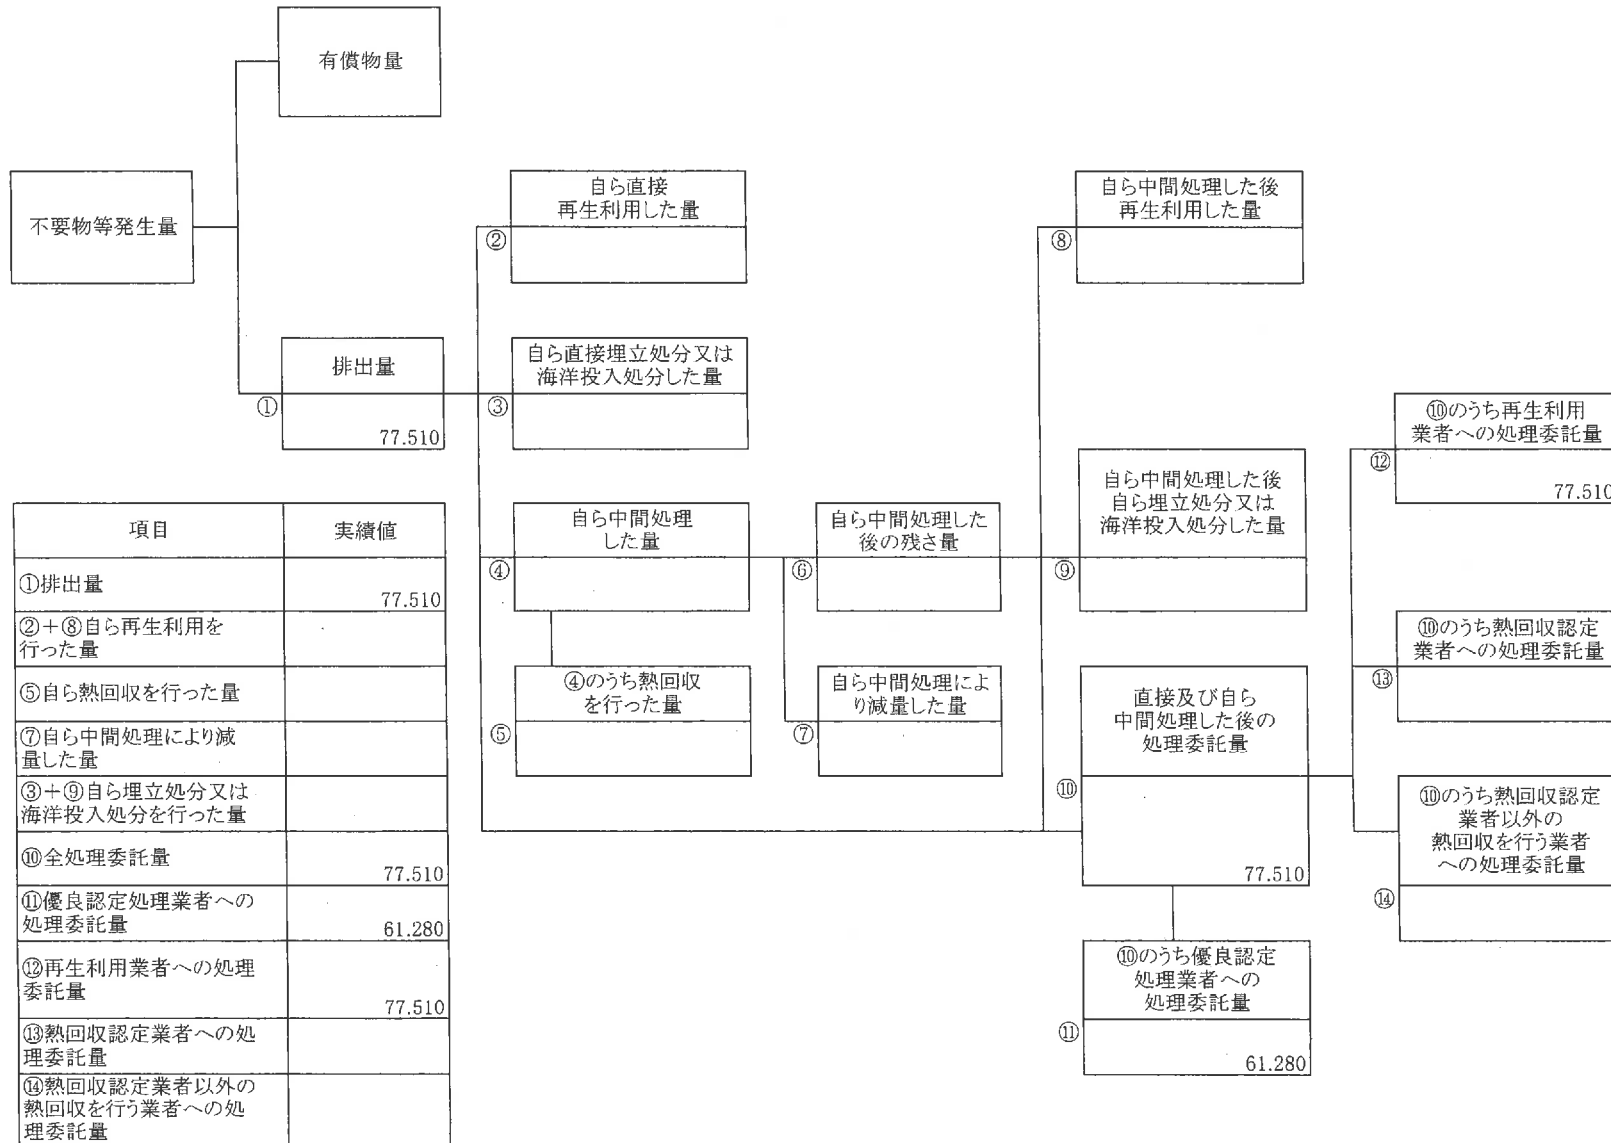 有償物量
不要物等発生量
自ら直接
再生利用した量
②
自ら中間処理した後
再生利用した量
⑧
排出量
①
77.510
自ら直接埋立処分又は
海洋投入処分した量
③
⑩のうち再生利用
業者への処理委託量
⑫
77.510
自ら中間処理
した量
④
自ら中間処理した
後の残さ量
⑥
自ら中間処理した後
自ら埋立処分又は
海洋投入処分した量
⑨
⑩のうち熱回収認定
業者への処理委託量
⑬
④のうち熱回収
を行った量
⑤
自ら中間処理によ
り減量した量
⑦
直接及び自ら
中間処理した後の
処理委託量
⑩
77.510
⑩のうち熱回収認定
業者以外の
熱回収を行う業者
への処理委託量
⑭
⑩のうち優良認定
処理業者への
処理委託量
⑪
61.280
項目
実績値
①排出量
77.510
②+⑧自ら再生利用を
行った量
⑤自ら熱回収を行った量
⑦自ら中間処理により減
量した量
③+⑨自ら埋立処分又は
海洋投入処分を行った量
⑩全処理委託量
77.510
⑪優良認定処理業者への
処理委託量
61.280
⑫再生利用業者への処理
委託量
77.510
⑬熱回収認定業者への処
理委託量
⑭熱回収認定業者以外の
熱回収を行う業者への処
理委託量